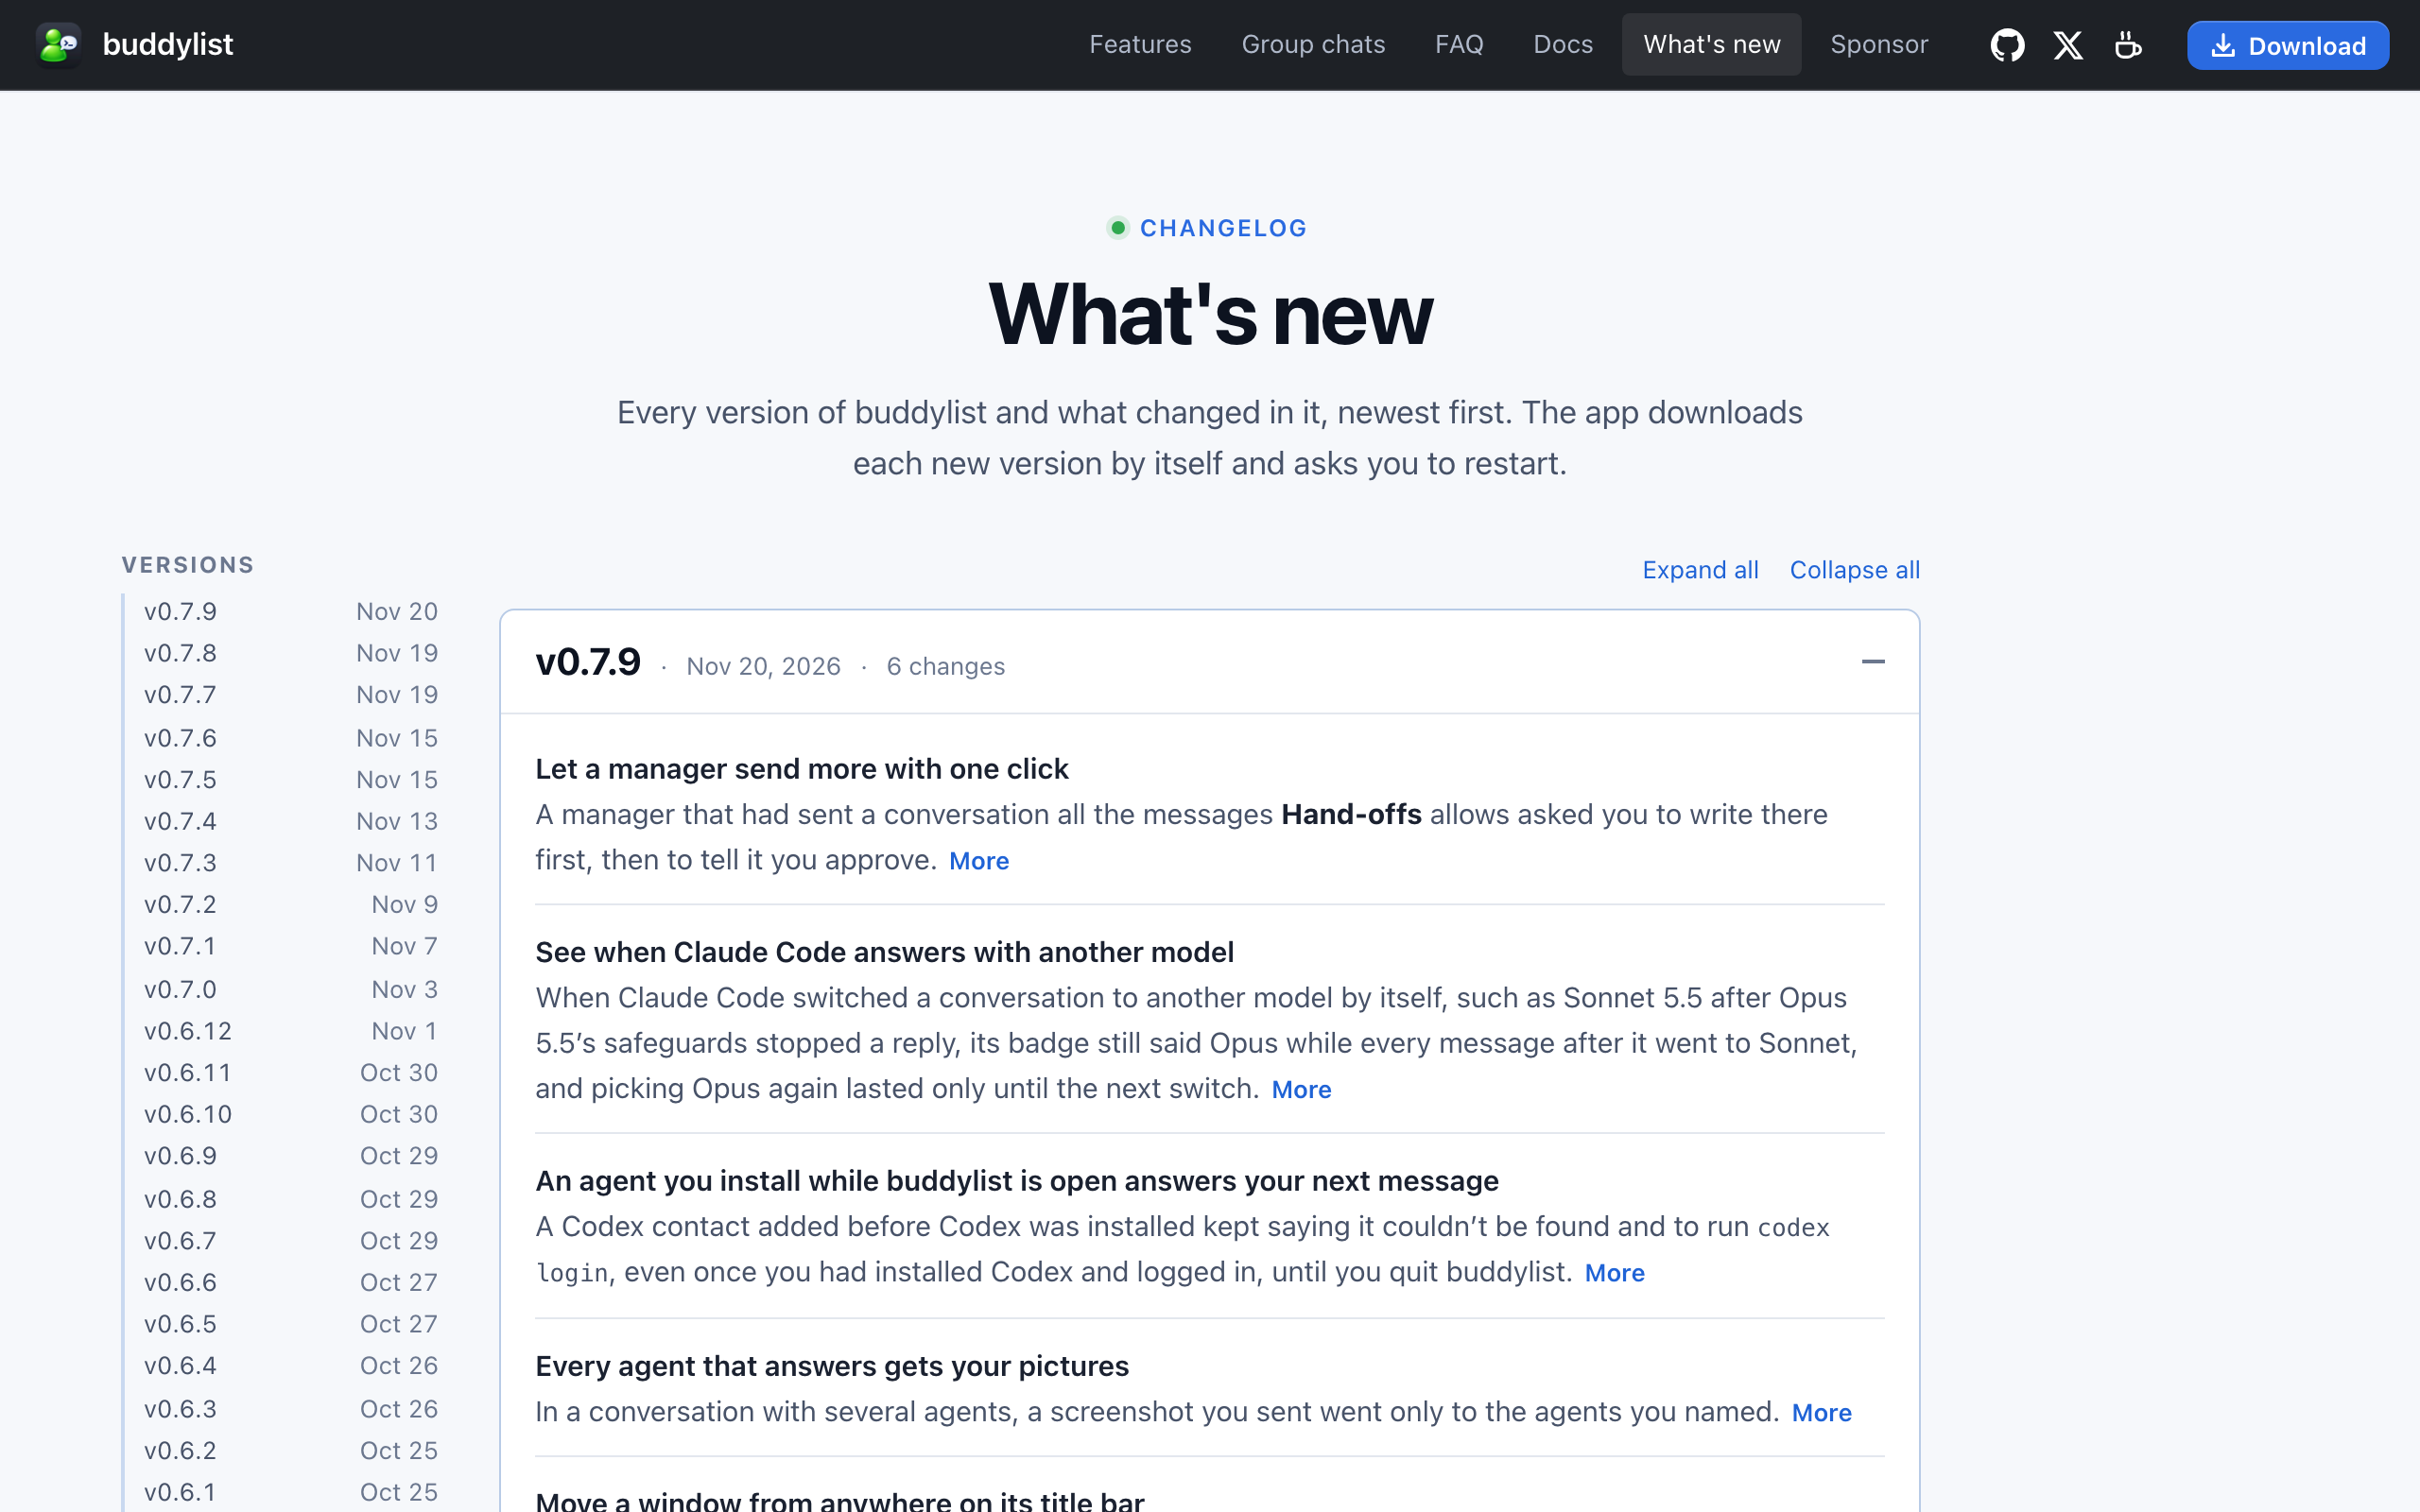 buddylist
Features
Group chats
FAQ
Docs
What's new
Sponsor
Download
CHANGELOG
What's new
Every version of buddylist and what changed in it, newest first. The app downloads
each new version by itself and asks you to restart.
VERSIONS
v0.7.9 Nov 20
v0.7.8 Nov 19
v0.7.7 Nov 19
v0.7.6 Nov 15
v0.7.5 Nov 15
v0.7.4 Nov 13
v0.7.3 Nov 11
v0.7.2 Nov 9
v0.7.1 Nov 7
v0.7.0 Nov 3
v0.6.12 Nov 1
v0.6.11 Oct 30
v0.6.10 Oct 30
v0.6.9 Oct 29
v0.6.8 Oct 29
v0.6.7 Oct 29
v0.6.6 Oct 27
v0.6.5 Oct 27
v0.6.4 Oct 26
v0.6.3 Oct 26
v0.6.2 Oct 25
v0.6.1 Oct 25
Expand all Collapse all
v0.7.9 · Nov 20, 2026 · 6 changes
Let a manager send more with one click
A manager that had sent a conversation all the messages Hand-offs allows asked you to write there
first, then to tell it you approve. More
See when Claude Code answers with another model
When Claude Code switched a conversation to another model by itself, such as Sonnet 5.5 after Opus
5.5’s safeguards stopped a reply, its badge still said Opus while every message after it went to Sonnet,
and picking Opus again lasted only until the next switch. More
An agent you install while buddylist is open answers your next message
A Codex contact added before Codex was installed kept saying it couldn’t be found and to run codex
login, even once you had installed Codex and logged in, until you quit buddylist. More
Every agent that answers gets your pictures
In a conversation with several agents, a screenshot you sent went only to the agents you named. More
Move a window from anywhere on its title bar